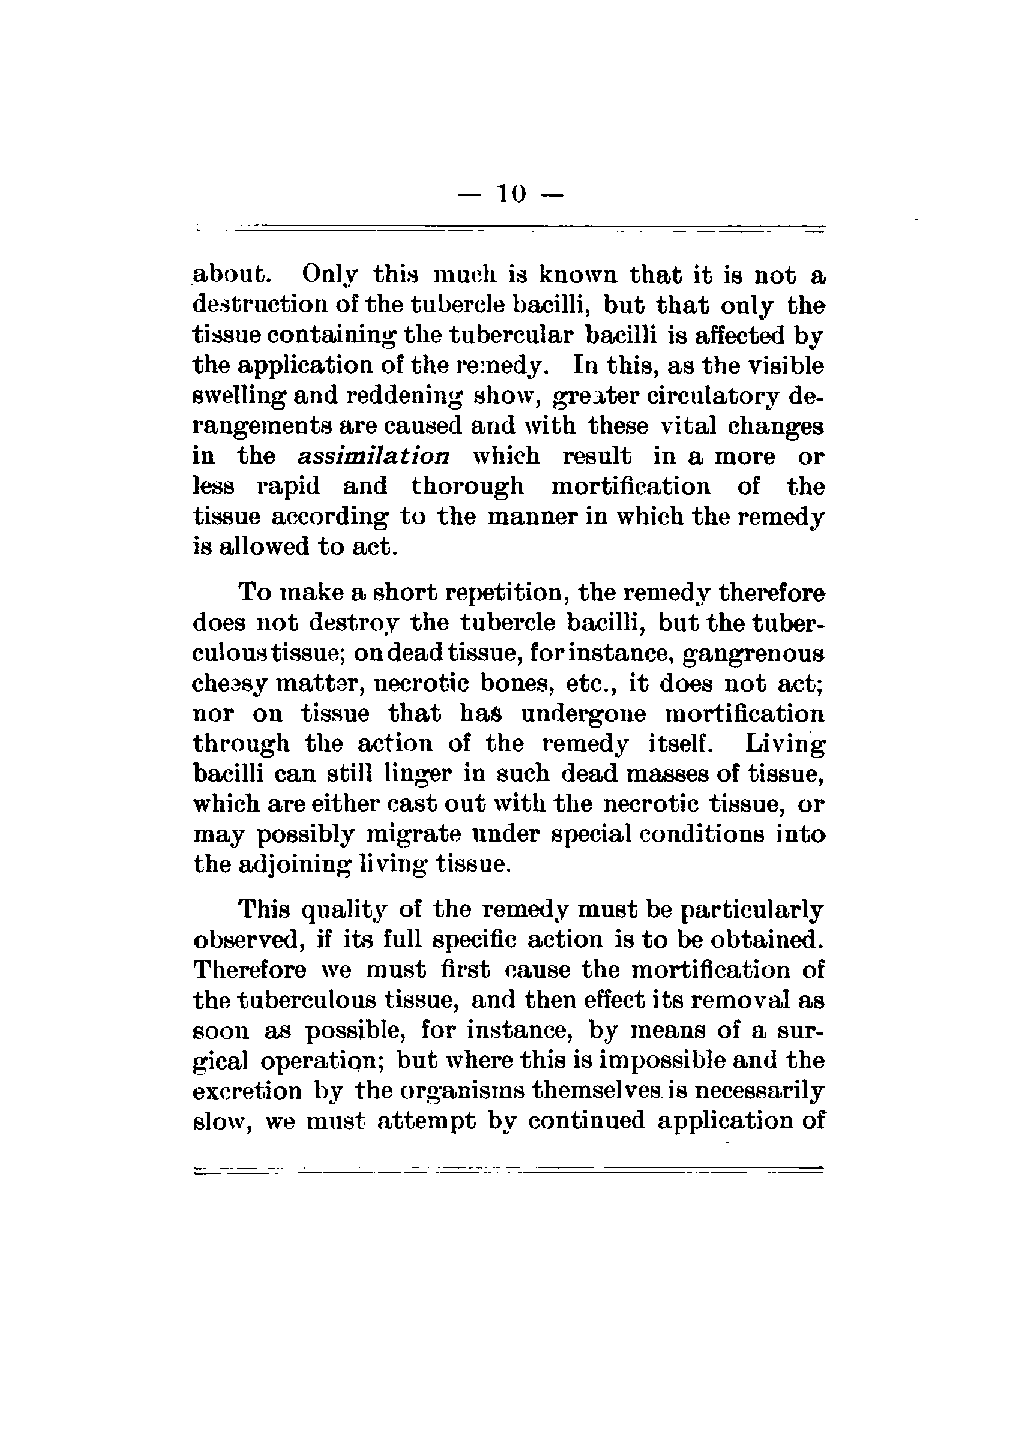 — 10 —
about. Only this much is known that it is not a
destruction of the tubercle bacilli, but that only the
tissue containing the tubercular bacilli is affected by
the application of the remedy. In this, as the visible
swelling and reddening show, greater circulatory de-
rangements are caused and with these vital changes
in the assimilation which result in a more or
less rapid and thorough mortification of the
tissue according to the manner in which the remedy
is allowed to act.
To make a short repetition, the remedy therefore
does not destroy the tubercle bacilli, but the tuber-
culous tissue; on dead tissue, for instance, gangrenous
cheesy matter, necrotic bones, etc., it does not act;
nor on tissue that has undergone mortification
through the action of the remedy itself. Living
bacilli can still linger in such dead masses of tissue,
which are either cast out with the necrotic tissue, or
may possibly migrate under special conditions into
the adjoining living tissue.
This quality of the remedy must be particularly
observed, if its full specific action is to be obtained.
Therefore we must first cause the mortification of
the tuberculous tissue, and then effect its removal as
soon as possible, for instance, by means of a sur-
gical operation; but where this is impossible and the
excretion by the organisms themselves is necessarily
slow, we must attempt by continued application of